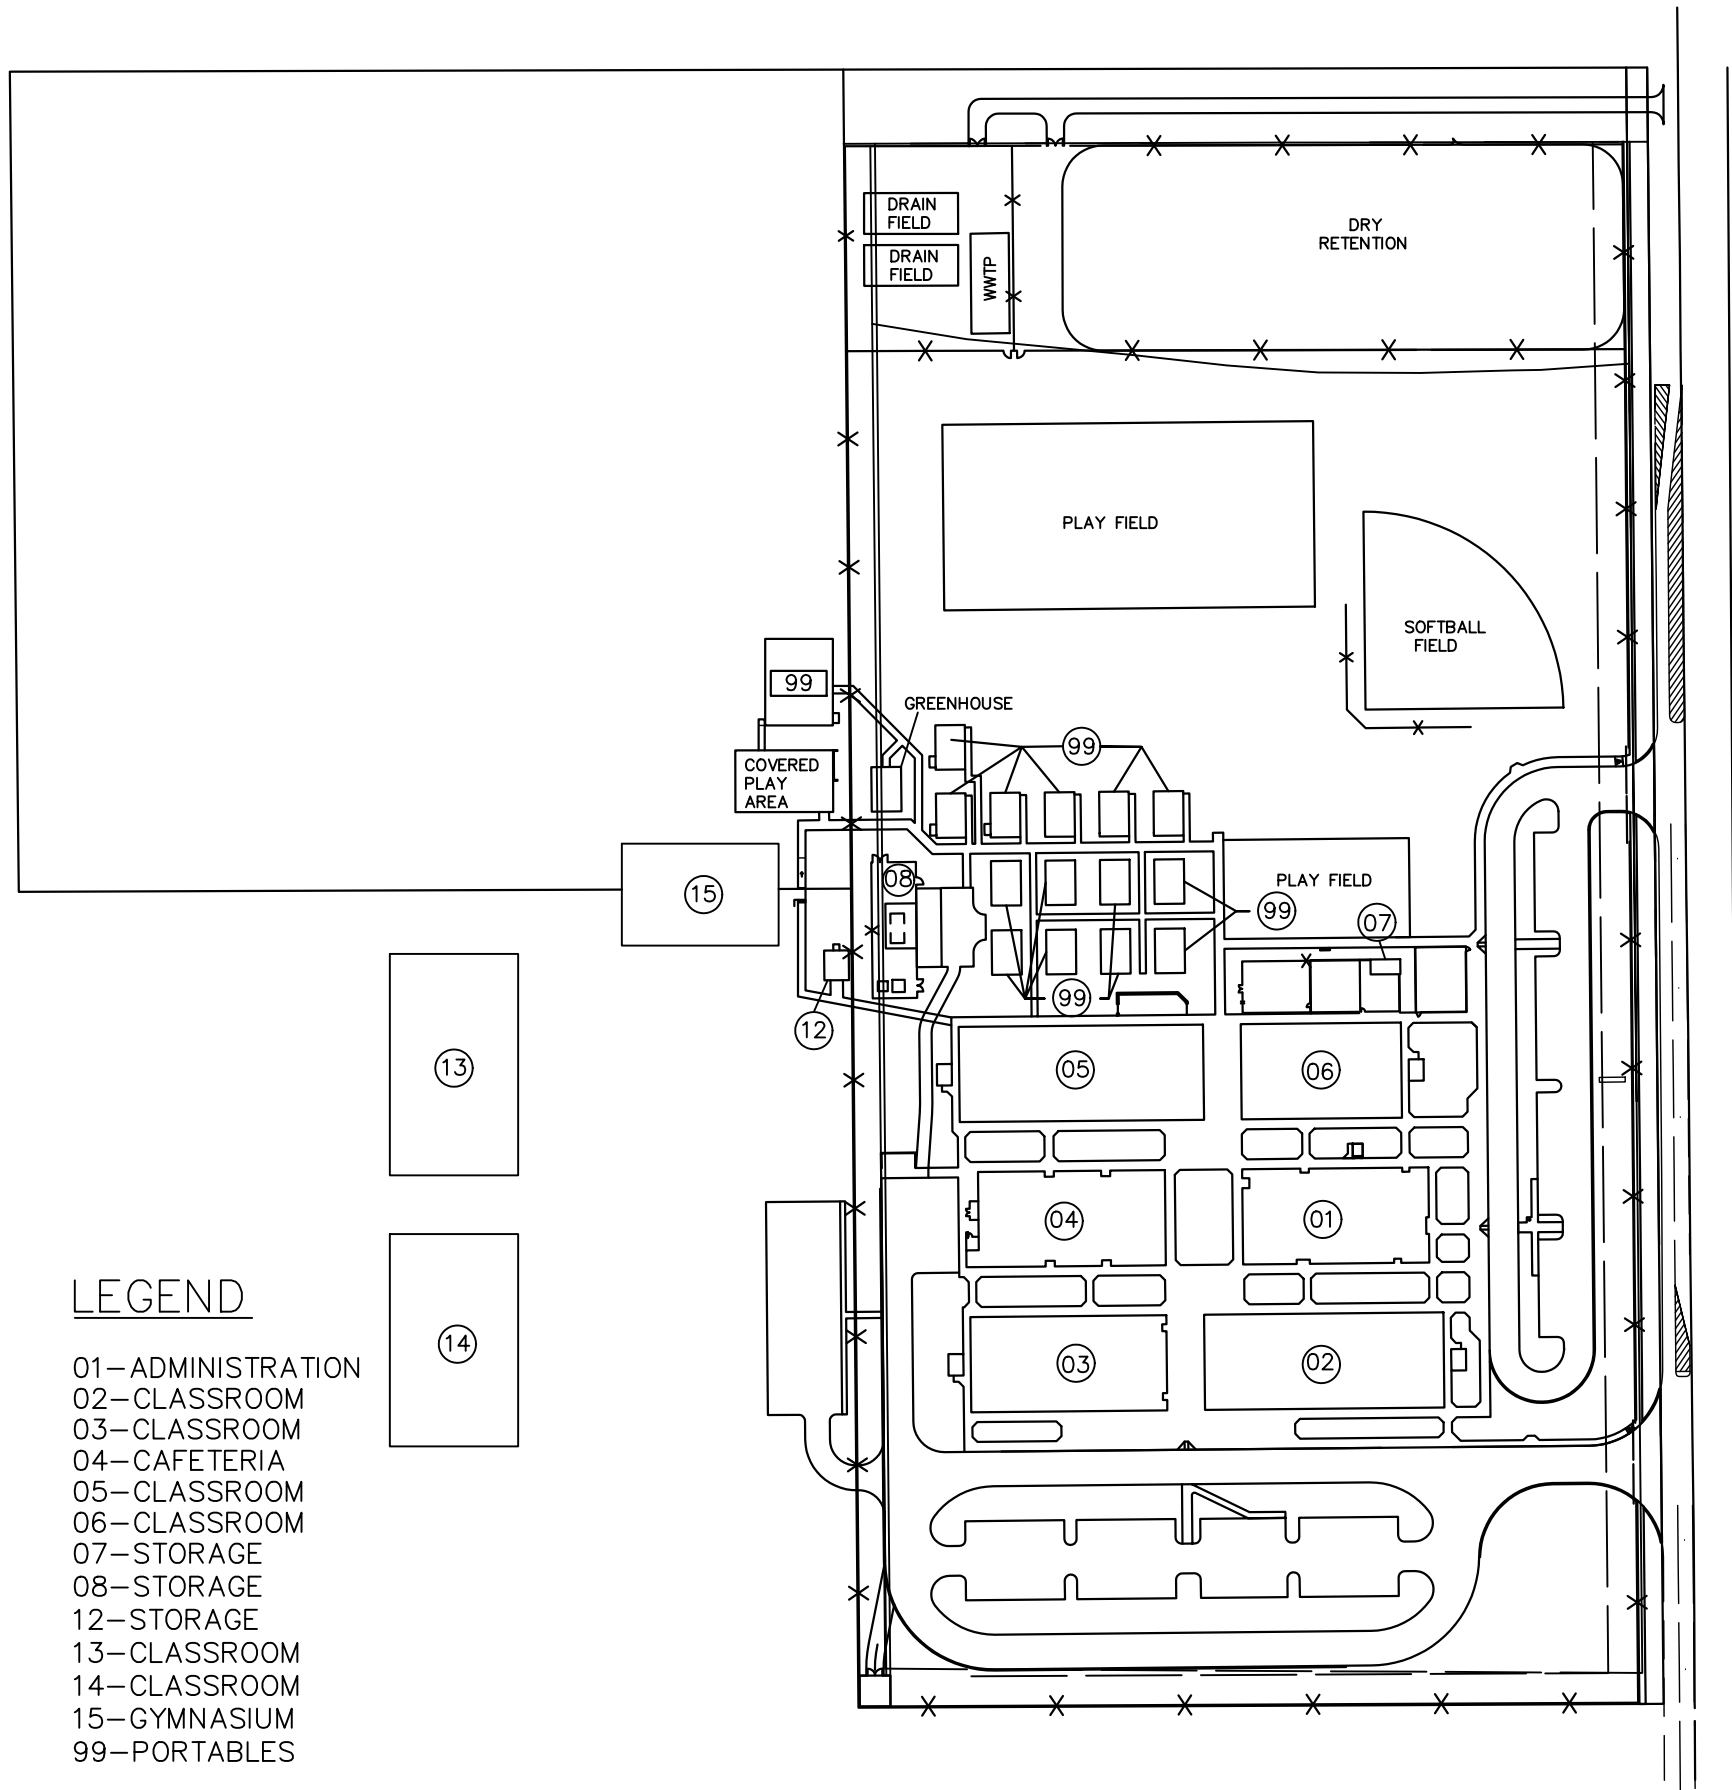 DRAIN
FIELD
DRAIN
FIELD
WWTP
DRY
RETENTION
PLAY FIELD
SOFTBALL
FIELD
99
GREENHOUSE
99
COVERED
PLAY
AREA
15
08
PLAY FIELD
99
07
99
12
13
05
06
04
01
14
03
02
LEGEND
01-ADMINISTRATION
02-CLASSROOM
03-CLASSROOM
04-CAFETERIA
05-CLASSROOM
06-CLASSROOM
07-STORAGE
08-STORAGE
12-STORAGE
13-CLASSROOM
14-CLASSROOM
15-GYMNASIUM
99-PORTABLES